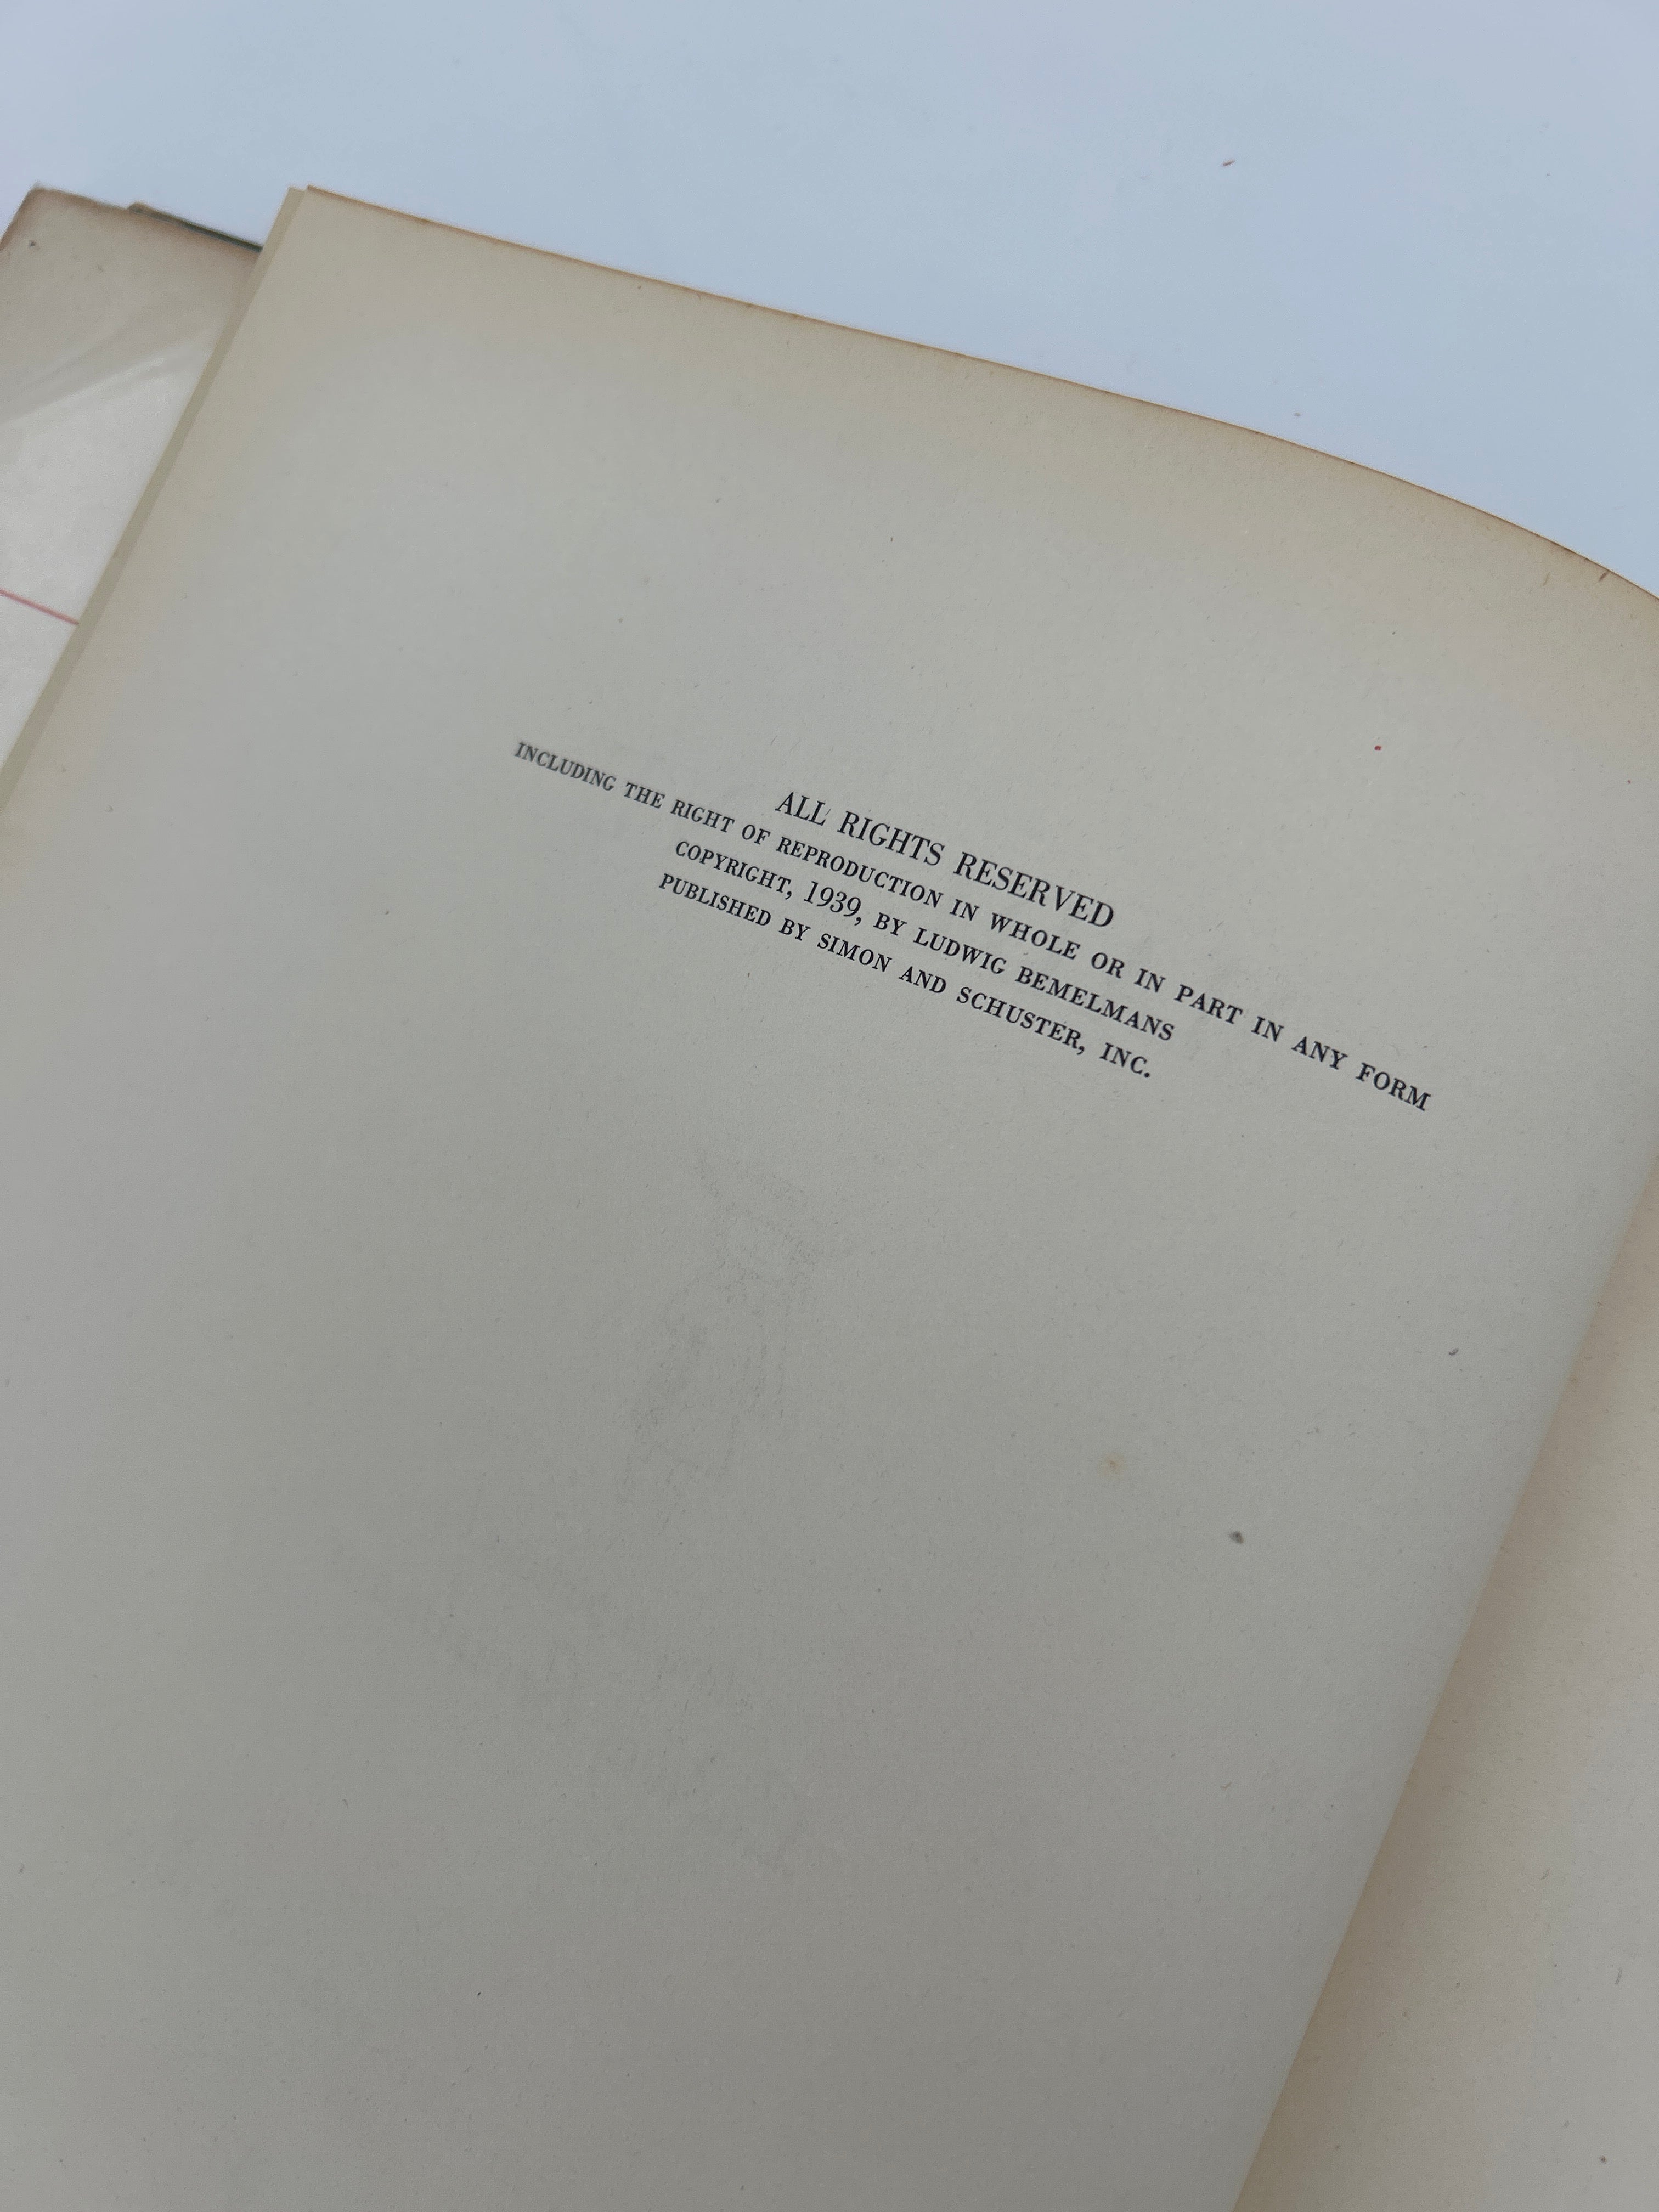 ALL RIGHTS RESERVED
INCLUDING THE RIGHT OF REPRODUCTION IN WHOLE OR IN PART IN ANY FORM
COPYRIGHT, 1939, BY LUDWIG BEMELMANS
PUBLISHED BY SIMON AND SCHUSTER, INC.